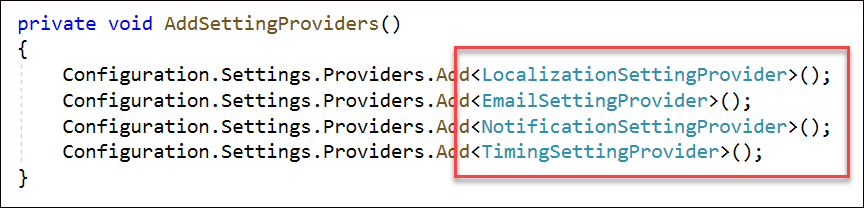 private void AddSettingProviders()
{
    Configuration.Settings.Providers.Add<LocalizationSettingProvider>();
    Configuration.Settings.Providers.Add<EmailSettingProvider>();
    Configuration.Settings.Providers.Add<NotificationSettingProvider>();
    Configuration.Settings.Providers.Add<TimingSettingProvider>();
}